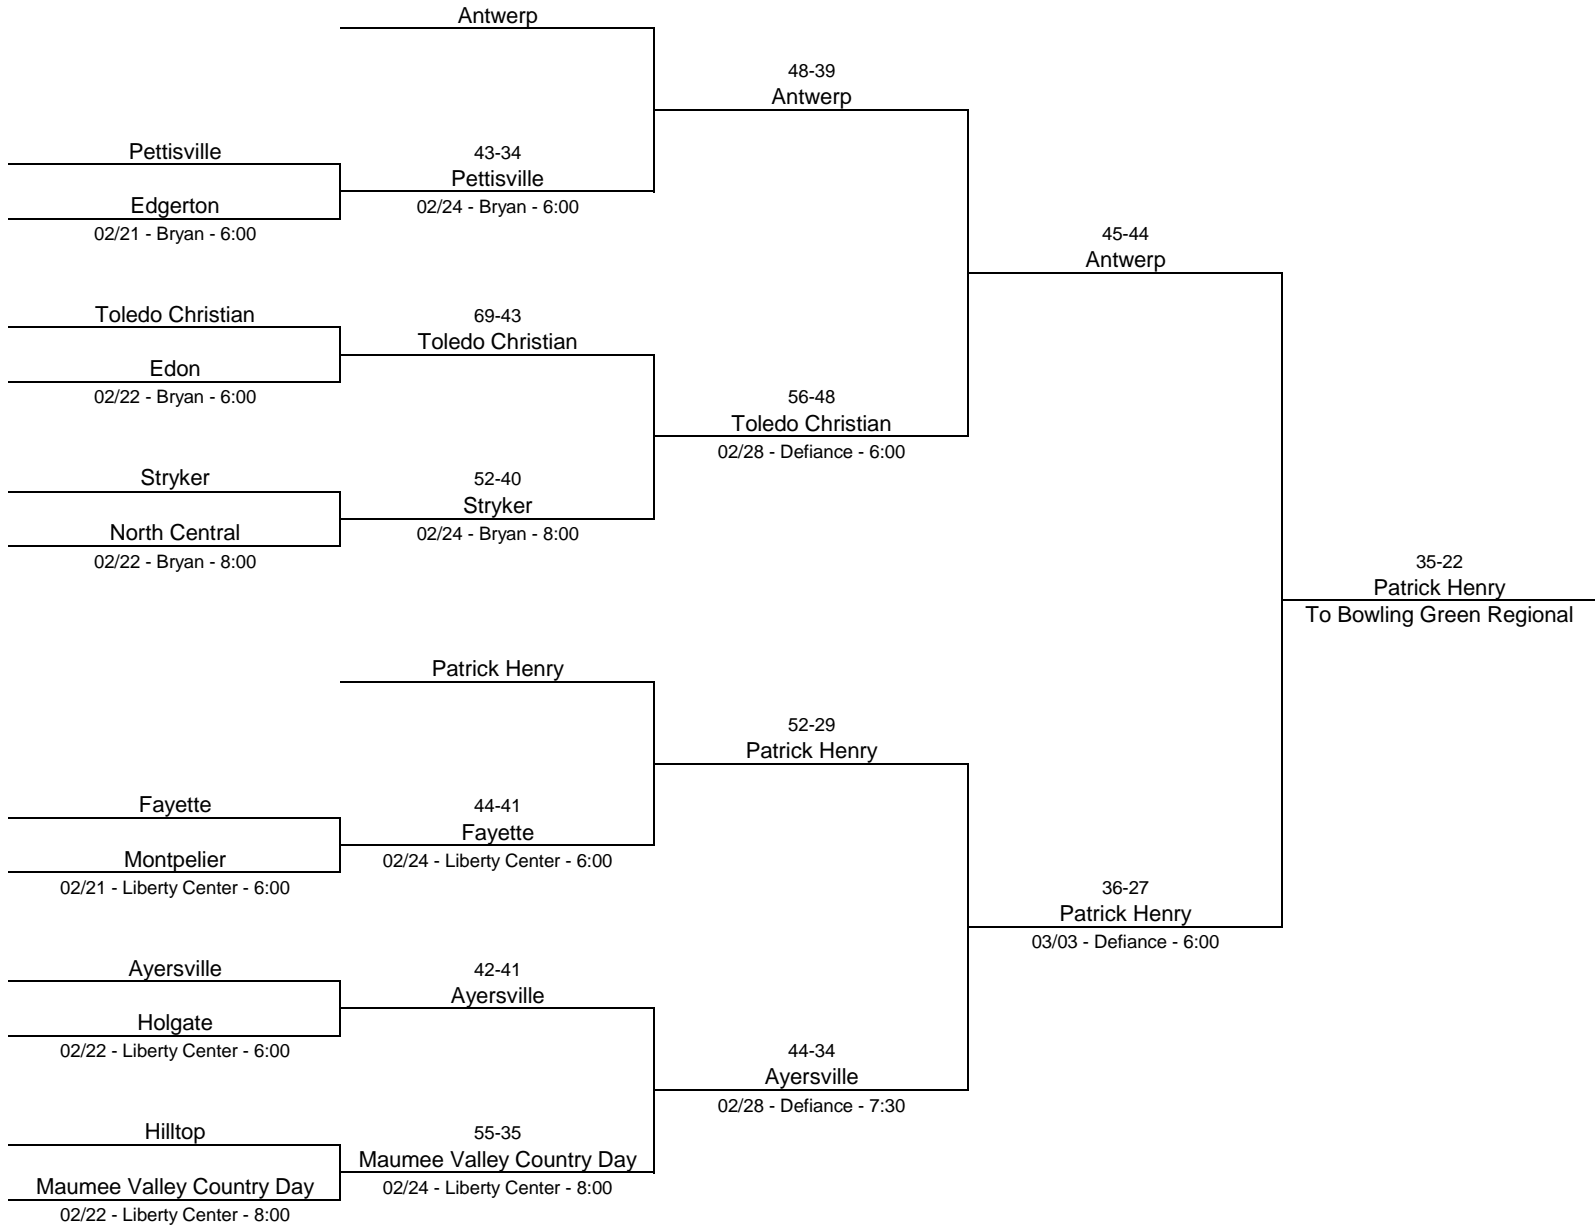 Antwerp
48-39
Antwerp
Pettisville
43-34
Pettisville
Edgerton
02/24 - Bryan - 6:00
02/21 - Bryan - 6:00
45-44
Antwerp
Toledo Christian
69-43
Toledo Christian
Edon
02/22 - Bryan - 6:00
56-48
Toledo Christian
02/28 - Defiance - 6:00
Stryker
52-40
Stryker
North Central
02/24 - Bryan - 8:00
02/22 - Bryan - 8:00
35-22
Patrick Henry
To Bowling Green Regional
Patrick Henry
52-29
Patrick Henry
Fayette
44-41
Fayette
Montpelier
02/24 - Liberty Center - 6:00
02/21 - Liberty Center - 6:00
36-27
Patrick Henry
03/03 - Defiance - 6:00
Ayersville
42-41
Ayersville
Holgate
02/22 - Liberty Center - 6:00
44-34
Ayersville
02/28 - Defiance - 7:30
Hilltop
55-35
Maumee Valley Country Day
Maumee Valley Country Day
02/24 - Liberty Center - 8:00
02/22 - Liberty Center - 8:00